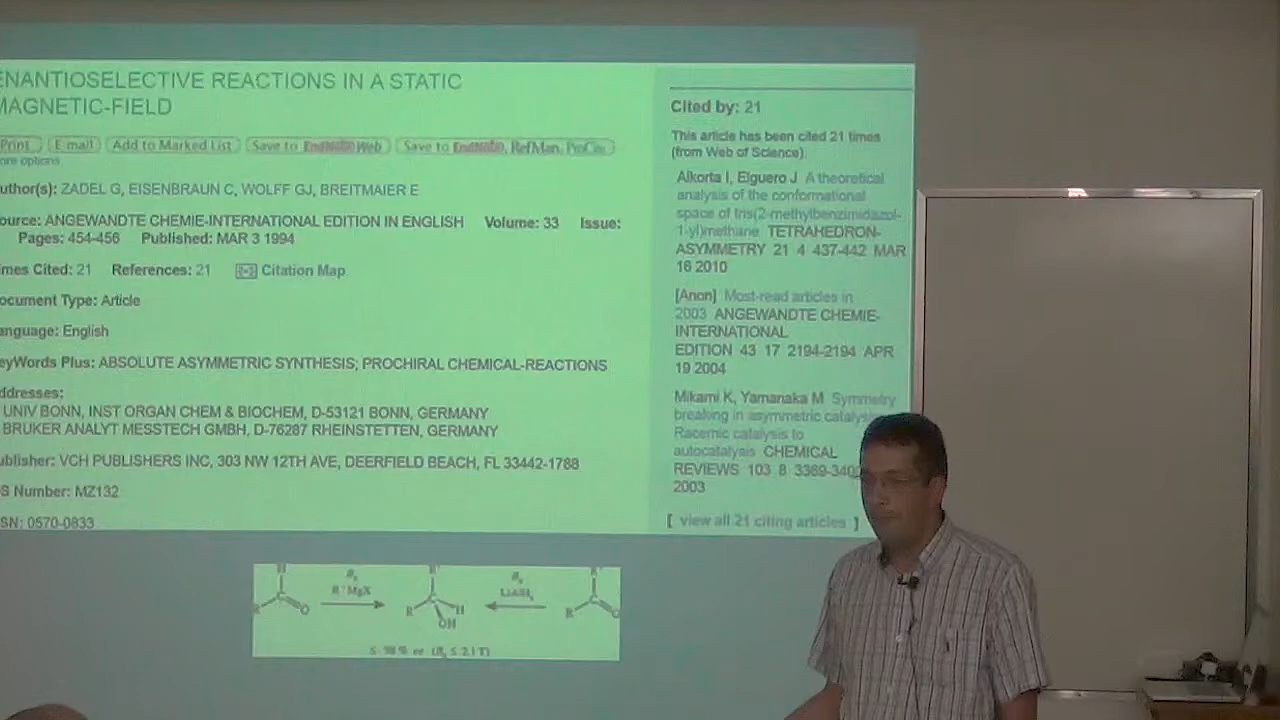 ENANTIOSELECTIVE REACTIONS IN A STATIC
MAGNETIC-FIELD
Print E-mail Add to Marked List Save to EndNote Web Save to EndNote, RefMan, ProCite
ore options
uthor(s): ZADEL G, EISENBRAUN C, WOLFF GJ, BREITMAIER E
ource: ANGEWANDTE CHEMIE-INTERNATIONAL EDITION IN ENGLISH Volume: 33 Issue:
Pages: 454-456 Published: MAR 3 1994
imes Cited: 21 References: 21 Citation Map
ocument Type: Article
anguage: English
eyWords Plus: ABSOLUTE ASYMMETRIC SYNTHESIS; PROCHIRAL CHEMICAL-REACTIONS
ddresses:
UNIV BONN, INST ORGAN CHEM & BIOCHEM, D-53121 BONN, GERMANY
BRUKER ANALYT MESSTECH GMBH, D-76287 RHEINSTETTEN, GERMANY
ublisher: VCH PUBLISHERS INC, 303 NW 12TH AVE, DEERFIELD BEACH, FL 33442-1788
S Number: MZ132
SN: 0570-0833
Cited by: 21
This article has been cited 21 times
(from Web of Science).
Alkorta I, Elguero J A theoretical
analysis of the conformational
space of tris(2-methylbenzimidazol-
1-yl)methane TETRAHEDRON-
ASYMMETRY 21 4 437-442 MAR
16 2010
[Anon] Most-read articles in
2003 ANGEWANDTE CHEMIE-
INTERNATIONAL
EDITION 43 17 2194-2194 APR
19 2004
Mikami K, Yamanaka M Symmetry
breaking in asymmetric catalys
Racemic catalysis to
autocatalysis CHEMICAL
REVIEWS 103 8 3369-340
2003
[ view all 21 citing articles ]
R C O
R C H OH
R C